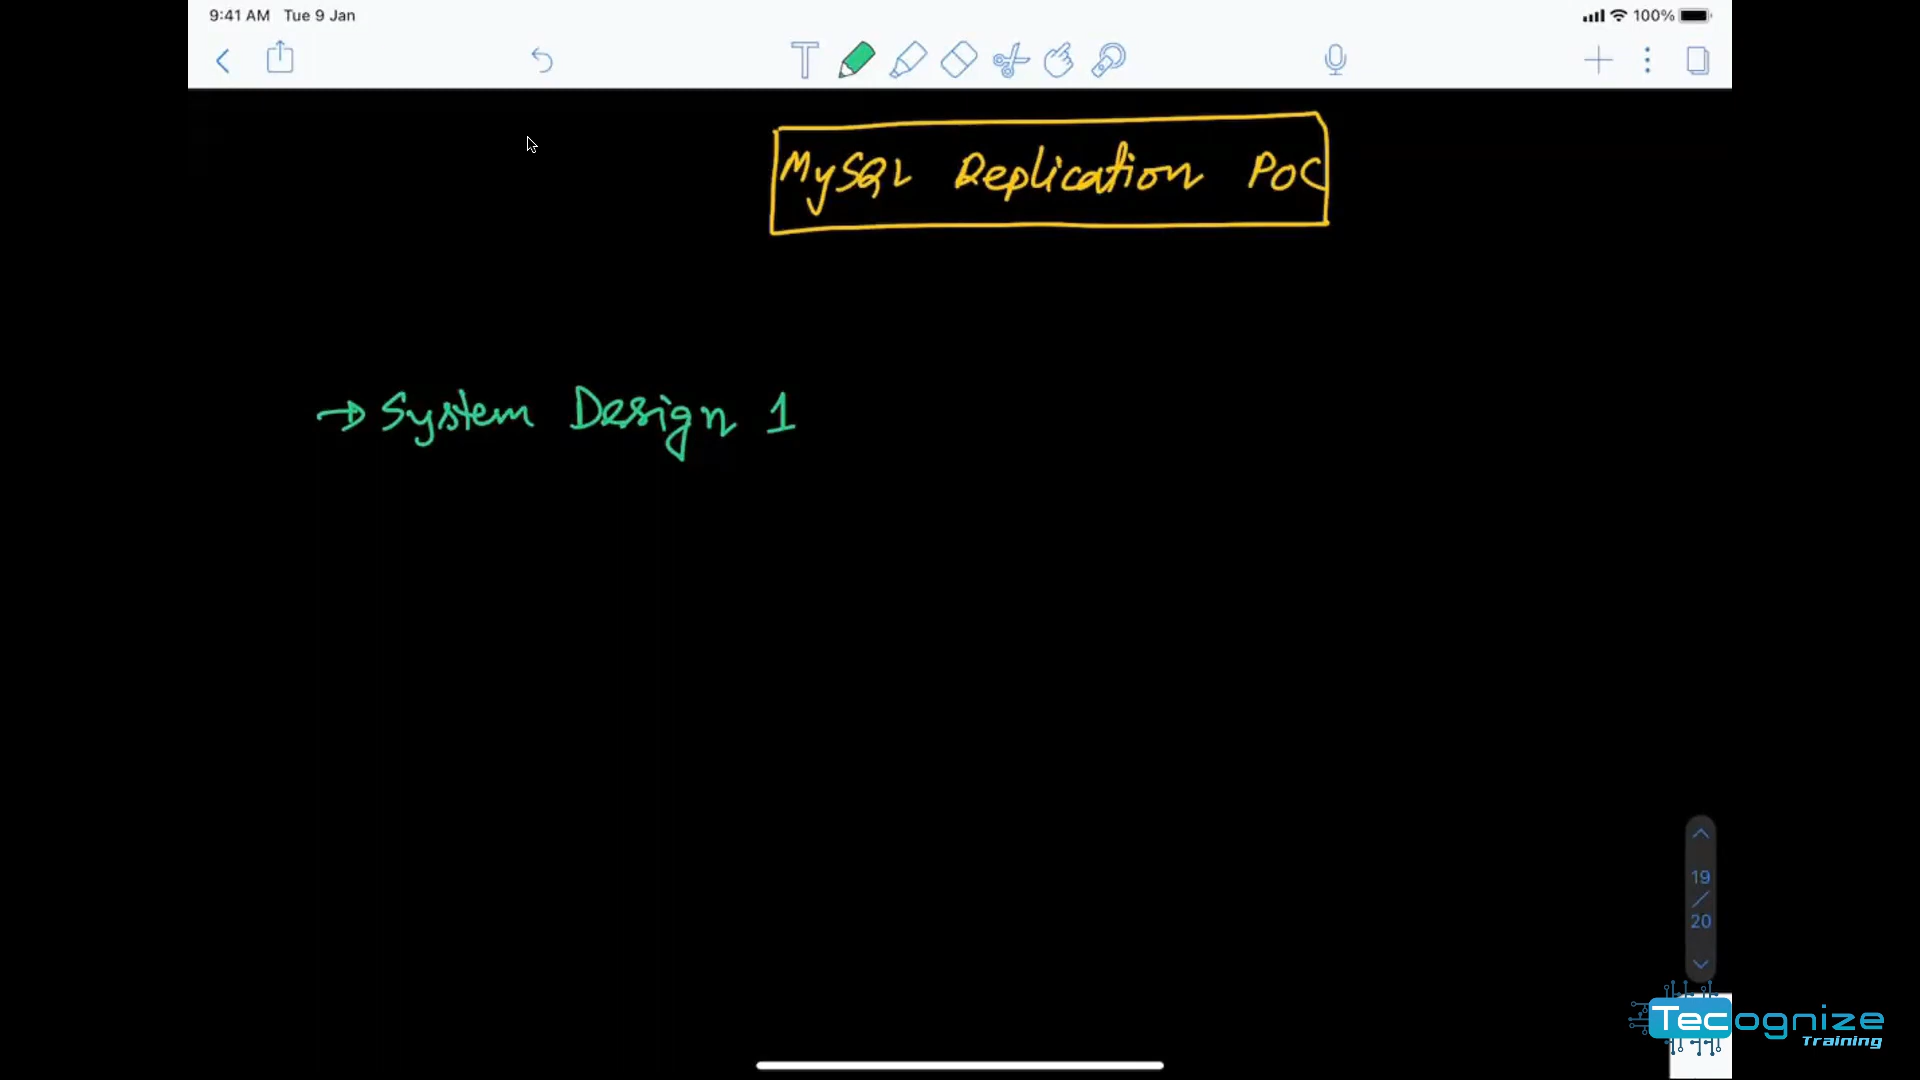 9:41 AM Tue 9 Jan
100%
T
MySQL Replication PoC
→ System Design 1
19
/
20
Tecognize
Training